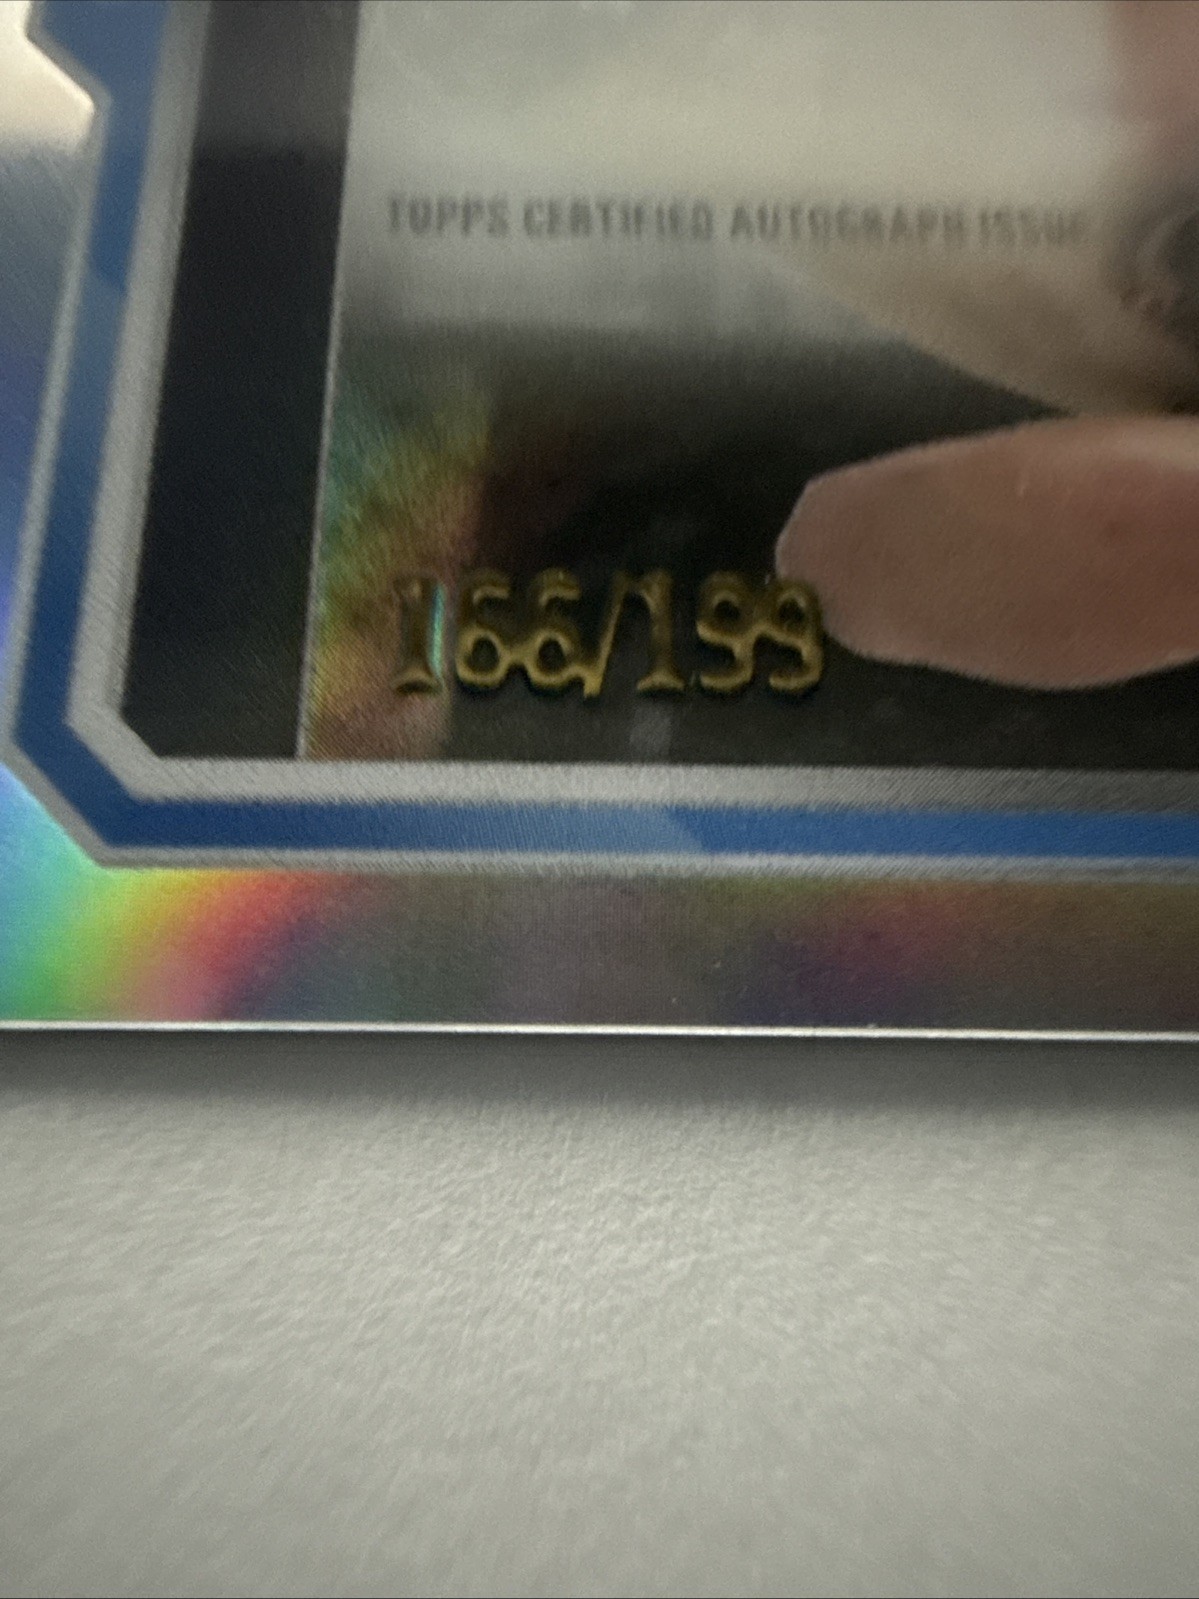 TOPPS CERTIFIED AUTOGRAPH ISSUE
166/199